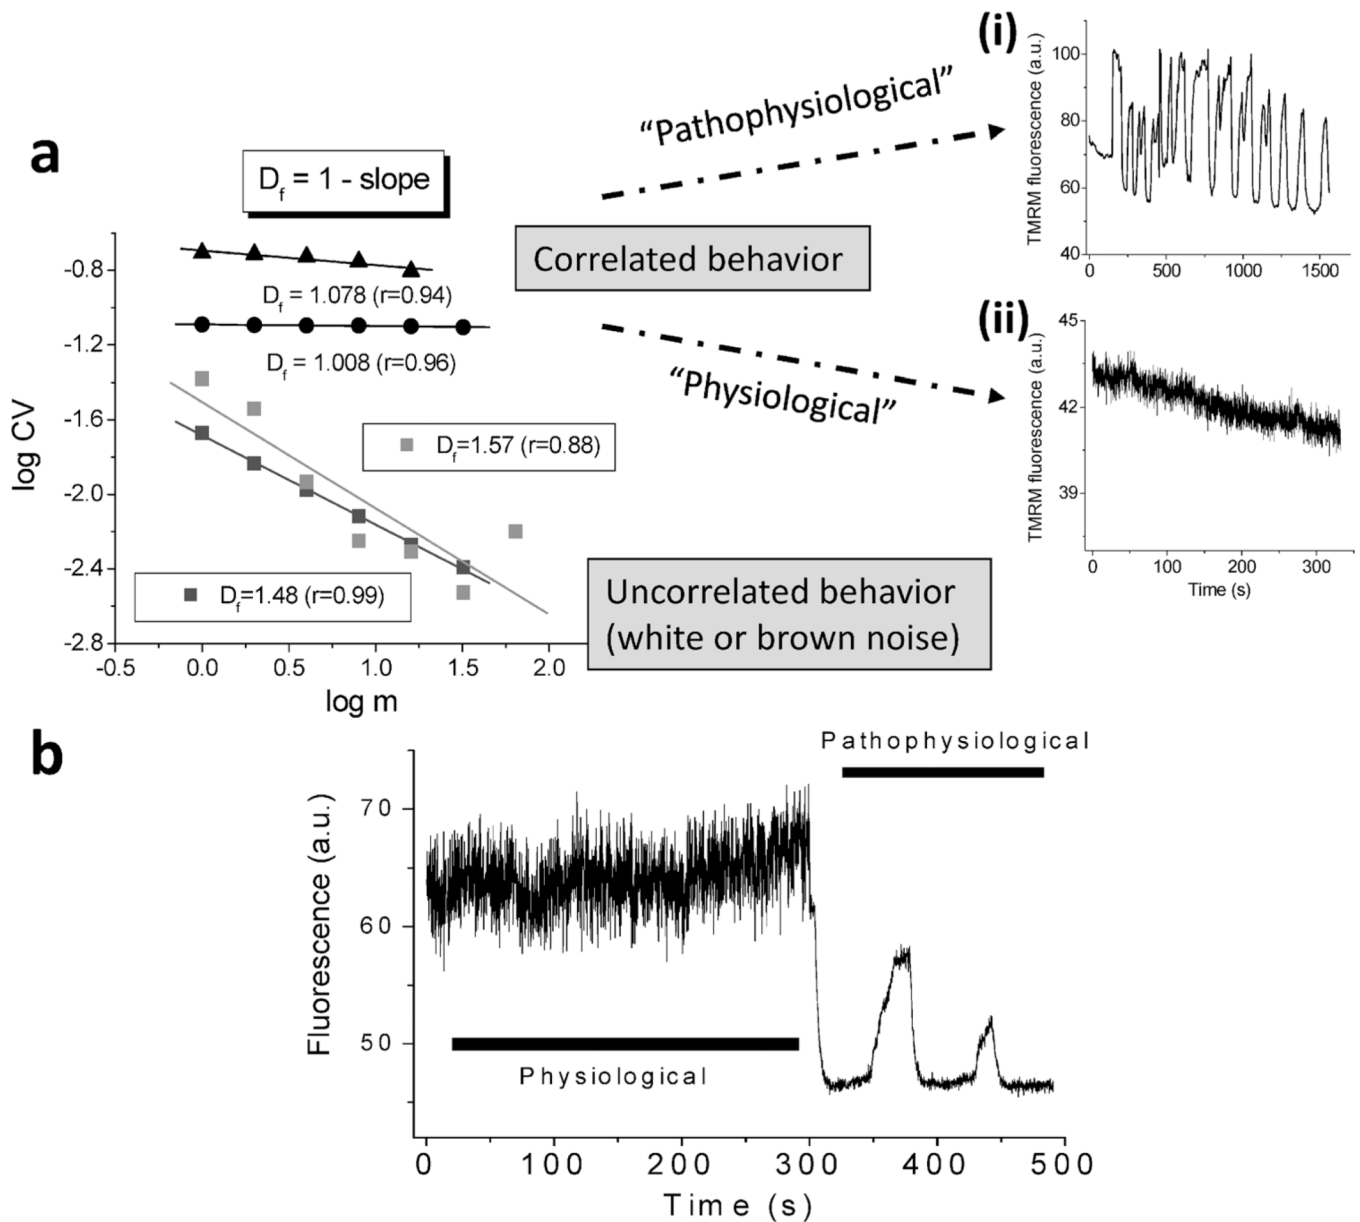 a
D_f = 1 - slope
log CV
-0.8
-1.2
-1.6
-2.0
-2.4
-2.8
D_f = 1.078 (r=0.94)
D_f = 1.008 (r=0.96)
D_f=1.57 (r=0.88)
D_f=1.48 (r=0.99)
-0.5
0.0
0.5
1.0
1.5
2.0
log m
Correlated behavior
Uncorrelated behavior
(white or brown noise)
“Pathophysiological”
“Physiological”
(i)
TMRM fluorescence (a.u.)
100
80
60
40
0
500
1000
1500
(ii)
TMRM fluorescence (a.u.)
45
42
39
0
100
200
300
Time (s)
b
Pathophysiological
Fluorescence (a.u.)
70
60
50
Physiological
0
100
200
300
400
500
Time (s)